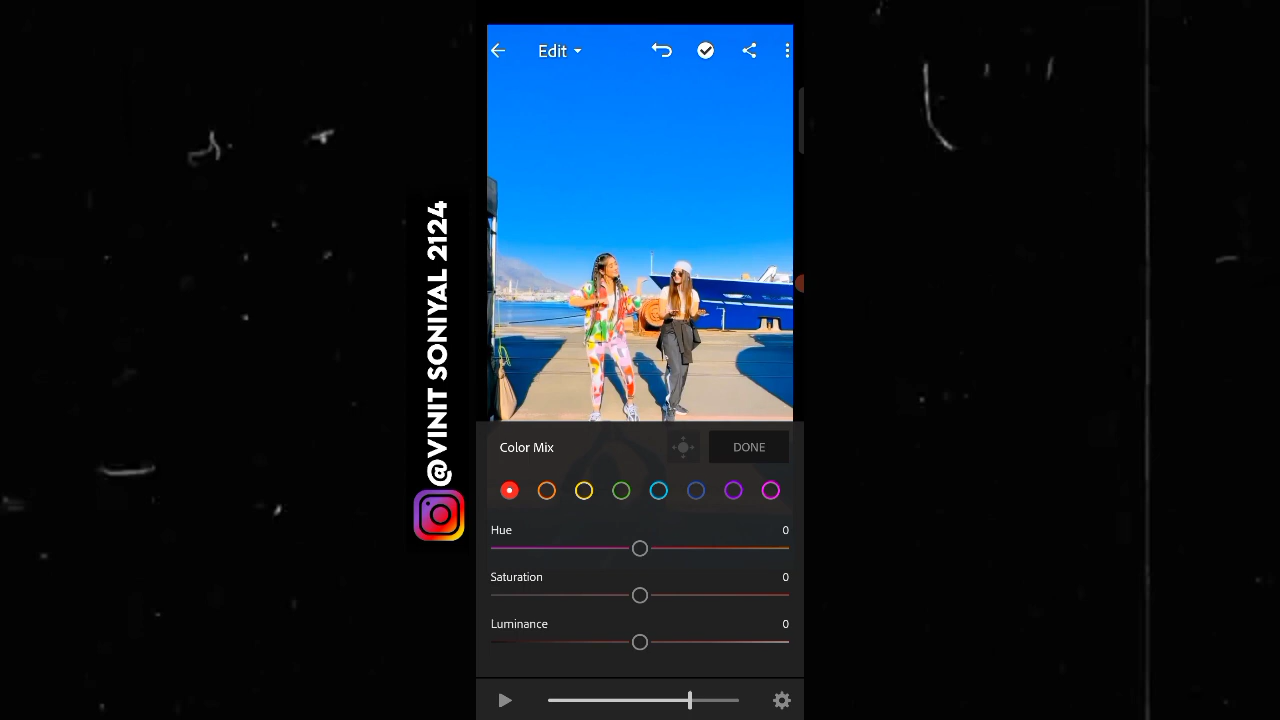 Edit
@VINIT SONIYAL 2124
Color Mix
DONE
Hue 0
Saturation 0
Luminance 0